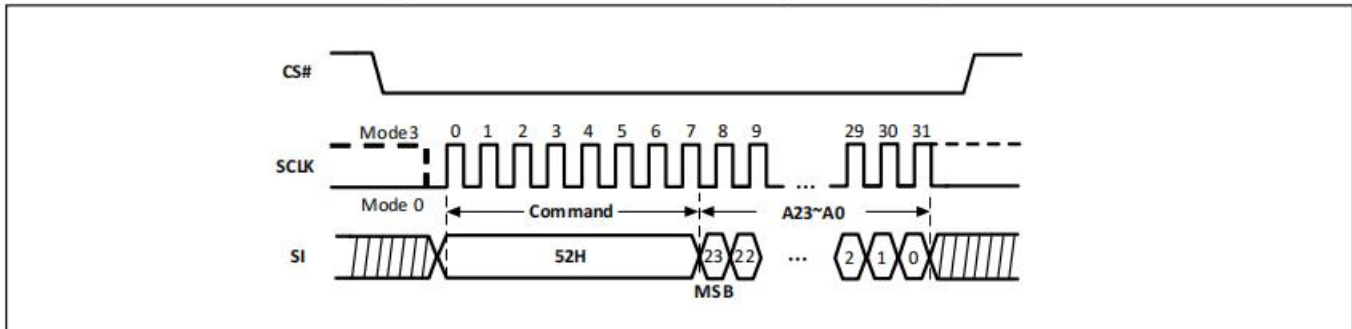 CS#
Mode3 0 1 2 3 4 5 6 7 8 9 29 30 31
SCLK ...
Mode 0 Command A23~A0
SI 52H 23 22 ... 2 1 0
MSB